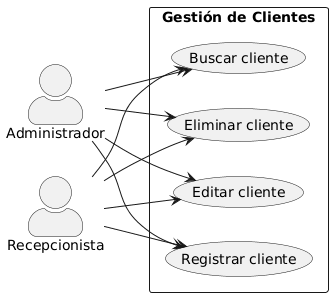 Gestión de Clientes
Buscar cliente
Eliminar cliente
Administrador
Editar cliente
Recepcionista
Registrar cliente